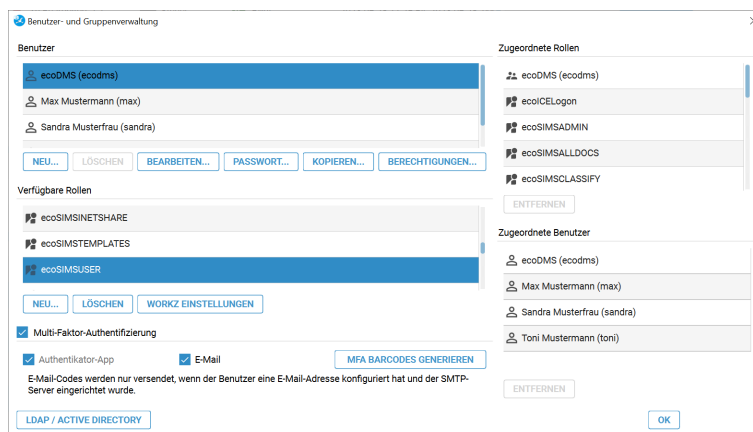 Benutzer- und Gruppenverwaltung
Benutzer
ecoDMS (ecodms)
Max Mustermann (max)
Sandra Musterfrau (sandra)
NEU...
LÖSCHEN
BEARBEITEN...
PASSWORT...
KOPIEREN...
BERECHTIGUNGEN...
Verfügbare Rollen
ecoSIMSINETSHARE
ecoSIMSTEMPLATES
ecoSIMSUSER
NEU...
LÖSCHEN
WORKZ EINSTELLUNGEN
Multi-Faktor-Authentifizierung
Authentikator-App
E-Mail
MFA BARCODES GENERIEREN
E-Mail-Codes werden nur versendet, wenn der Benutzer eine E-Mail-Adresse konfiguriert hat und der SMTP-
Server eingerichtet wurde.
LDAP / ACTIVE DIRECTORY
Zugeordnete Rollen
ecoDMS (ecodms)
ecoICELogon
ecoSIMSADMIN
ecoSIMSALLDOCS
ecoSIMSCLASSIFY
ENTFERNEN
Zugeordnete Benutzer
ecoDMS (ecodms)
Max Mustermann (max)
Sandra Musterfrau (sandra)
Toni Mustermann (toni)
ENTFERNEN
OK